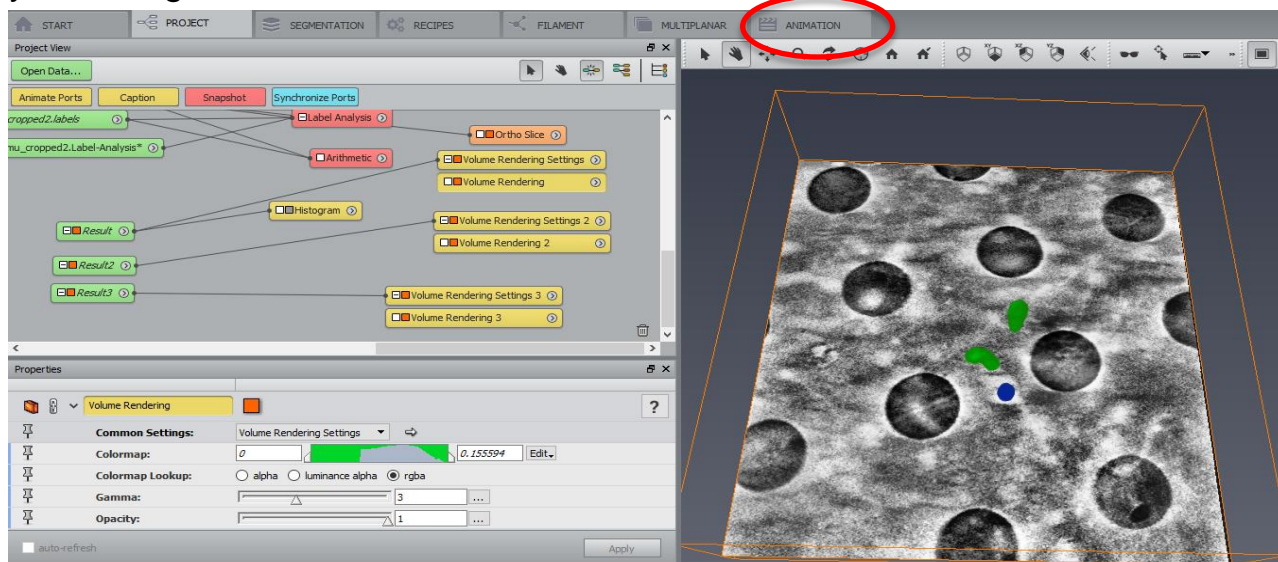 START PROJECT SEGMENTATION RECIPES FILAMENT MULTIPLANAR ANIMATION
Project View
Open Data...
Animate Ports Caption Snapshot Synchronize Ports
cropped2.labels
Label Analysis
Ortho Slice
mu_cropped2.Label-Analysis*
Arithmetic
Volume Rendering Settings
Volume Rendering
Histogram
Volume Rendering Settings 2
Result
Volume Rendering 2
Result2
Result3
Volume Rendering Settings 3
Volume Rendering 3
Properties
Volume Rendering
?
Common Settings: Volume Rendering Settings
Colormap: 0 0.155594 Edit
Colormap Lookup: alpha luminance alpha rgba
Gamma: 3 ...
Opacity: 1 ...
auto-refresh Apply
XY XZ YZ